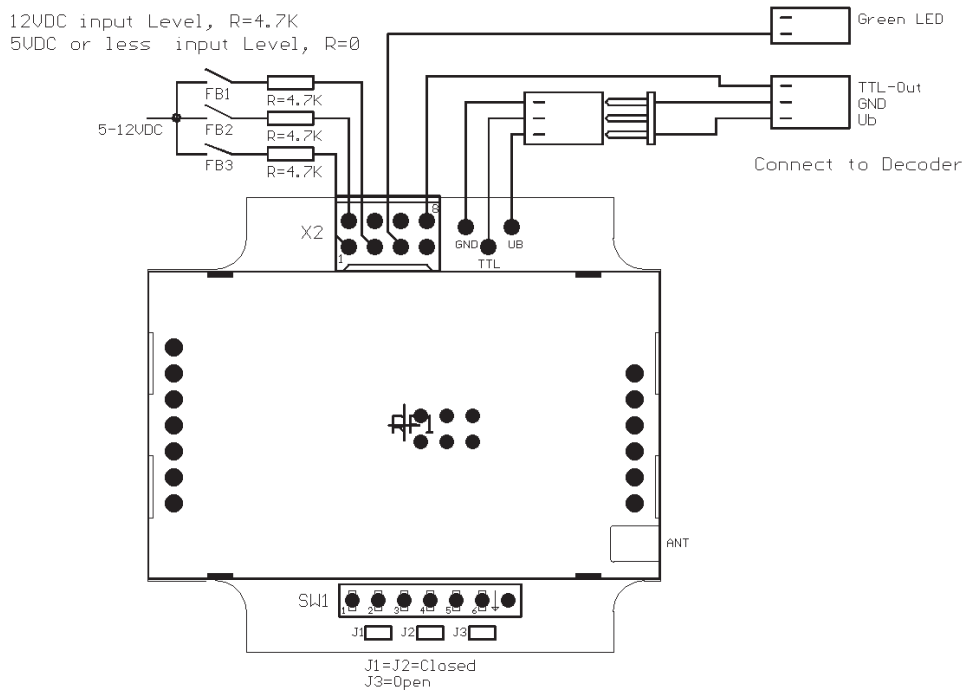 12VDC input Level, R=4.7K
5VDC or less input Level, R=0
Green LED
TTL-Out
GND
Ub
Connect to Decoder
5-12VDC
FB1
R=4.7K
FB2
R=4.7K
FB3
R=4.7K
X2
8
1
GND
TTL
UB
RF1
ANT
SW1
1 2 3 4 5 6
J1 J2 J3
J1=J2=Closed
J3=Open